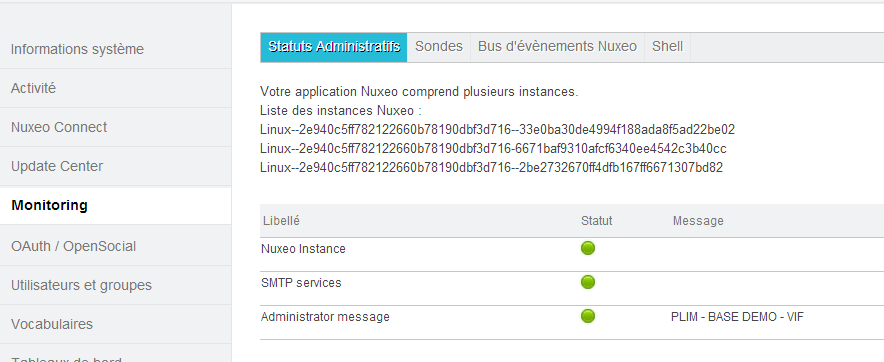 Informations système
Activité
Nuxeo Connect
Update Center
Monitoring
OAuth / OpenSocial
Utilisateurs et groupes
Vocabulaires
Tableaux de bord
Statuts Administratifs Sondes Bus d'évènements Nuxeo Shell
Votre application Nuxeo comprend plusieurs instances.
Liste des instances Nuxeo :
Linux--2e940c5ff782122660b78190dbf3d716--33e0ba30de4994f188ada8f5ad22be02
Linux--2e940c5ff782122660b78190dbf3d716-6671baf9310afcf6340ee4542c3b40cc
Linux--2e940c5ff782122660b78190dbf3d716--2be2732670ff4dfb167ff6671307bd82
Libellé Statut Message
Nuxeo Instance
SMTP services
Administrator message PLIM - BASE DEMO - VIF